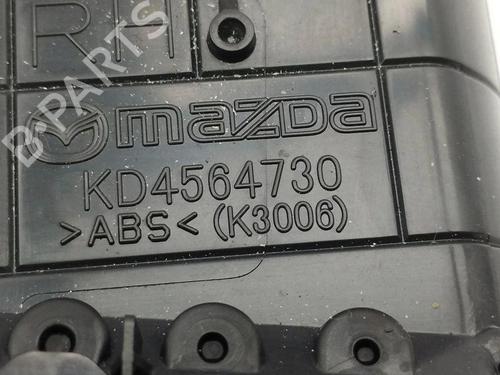 RH
B-PARTS
mazda
KD4564730
>ABS< (K3006)